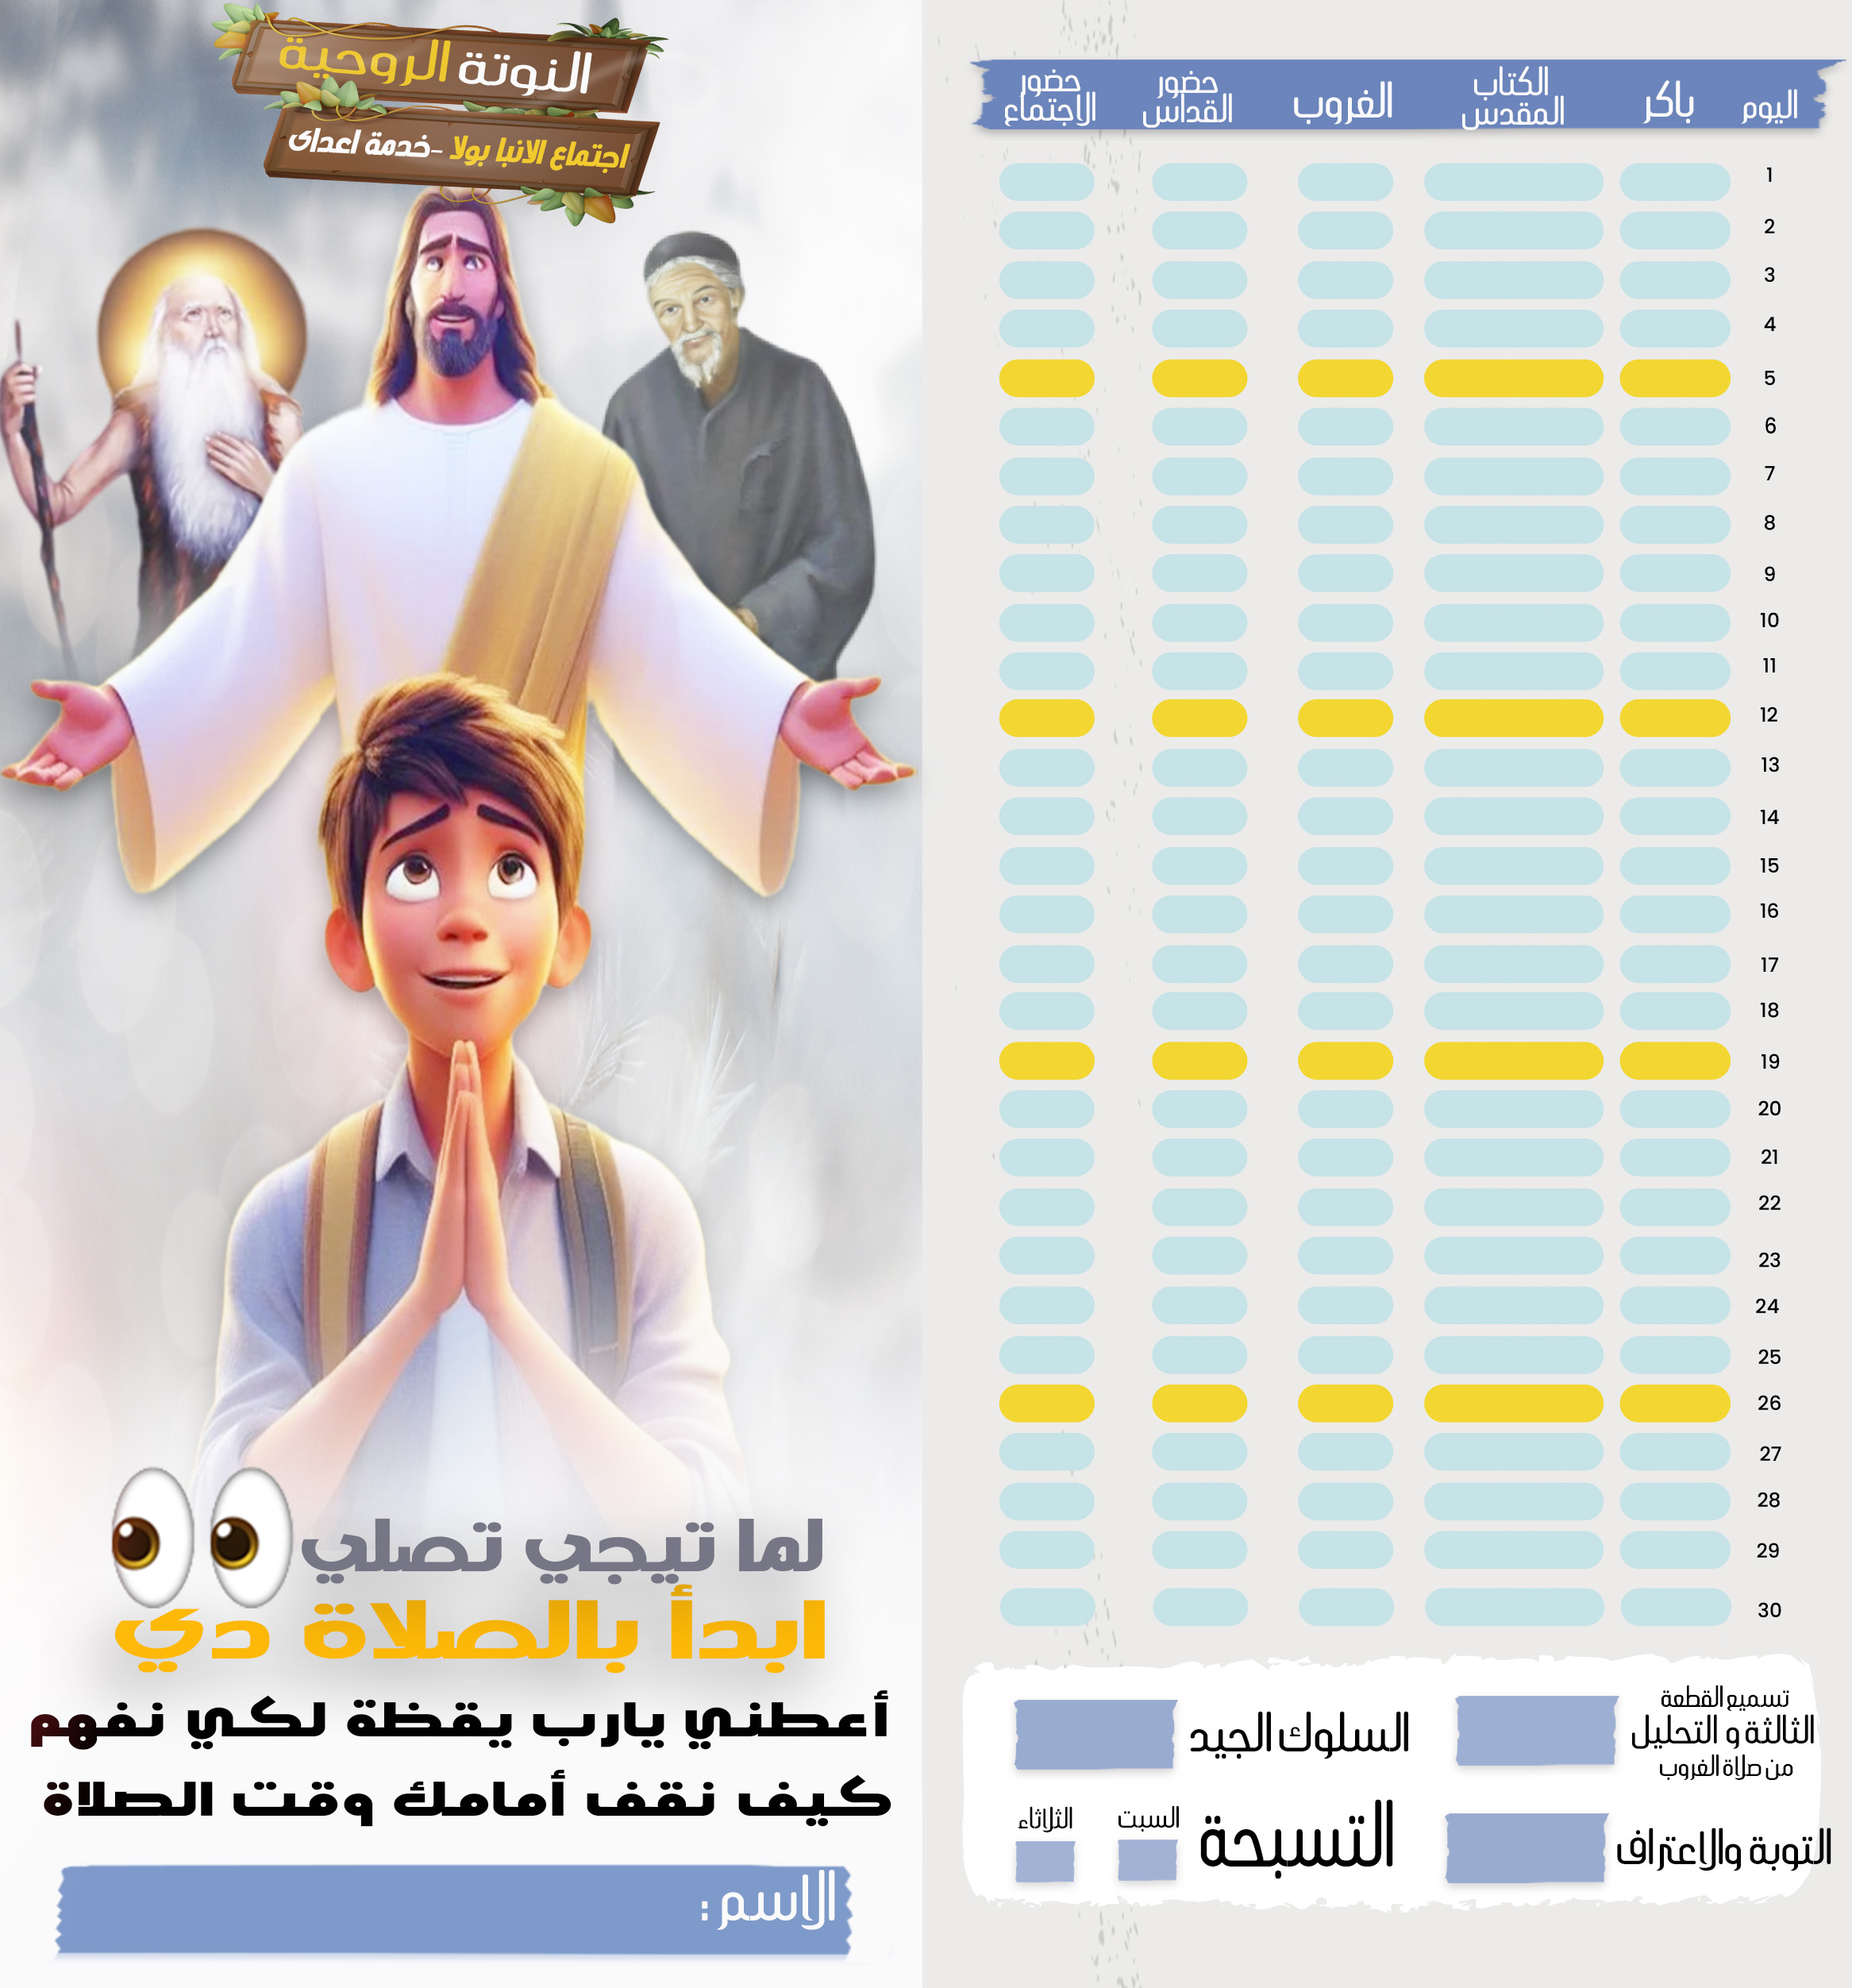 النوتة الروحية
اجتماع الانبا بولا -خدمة اعدادى
لما تيجي تصلي
ابدأ بالصلاة دي
أعطني يارب يقظة لكي نفهم
كيف نقف أمامك وقت الصلاة
الاسم :
اليوم
باكر
الكتاب
المقدس
الغروب
حضور
القداس
حضور
الاجتماع
1
2
3
4
5
6
7
8
9
10
11
12
13
14
15
16
17
18
19
20
21
22
23
24
25
26
27
28
29
30
تسميع القطعة
الثالثة و التحليل
من صلاة الغروب
السلوك الجيد
التوبة والاعتراف
التسبحة
السبت
الثلاثاء